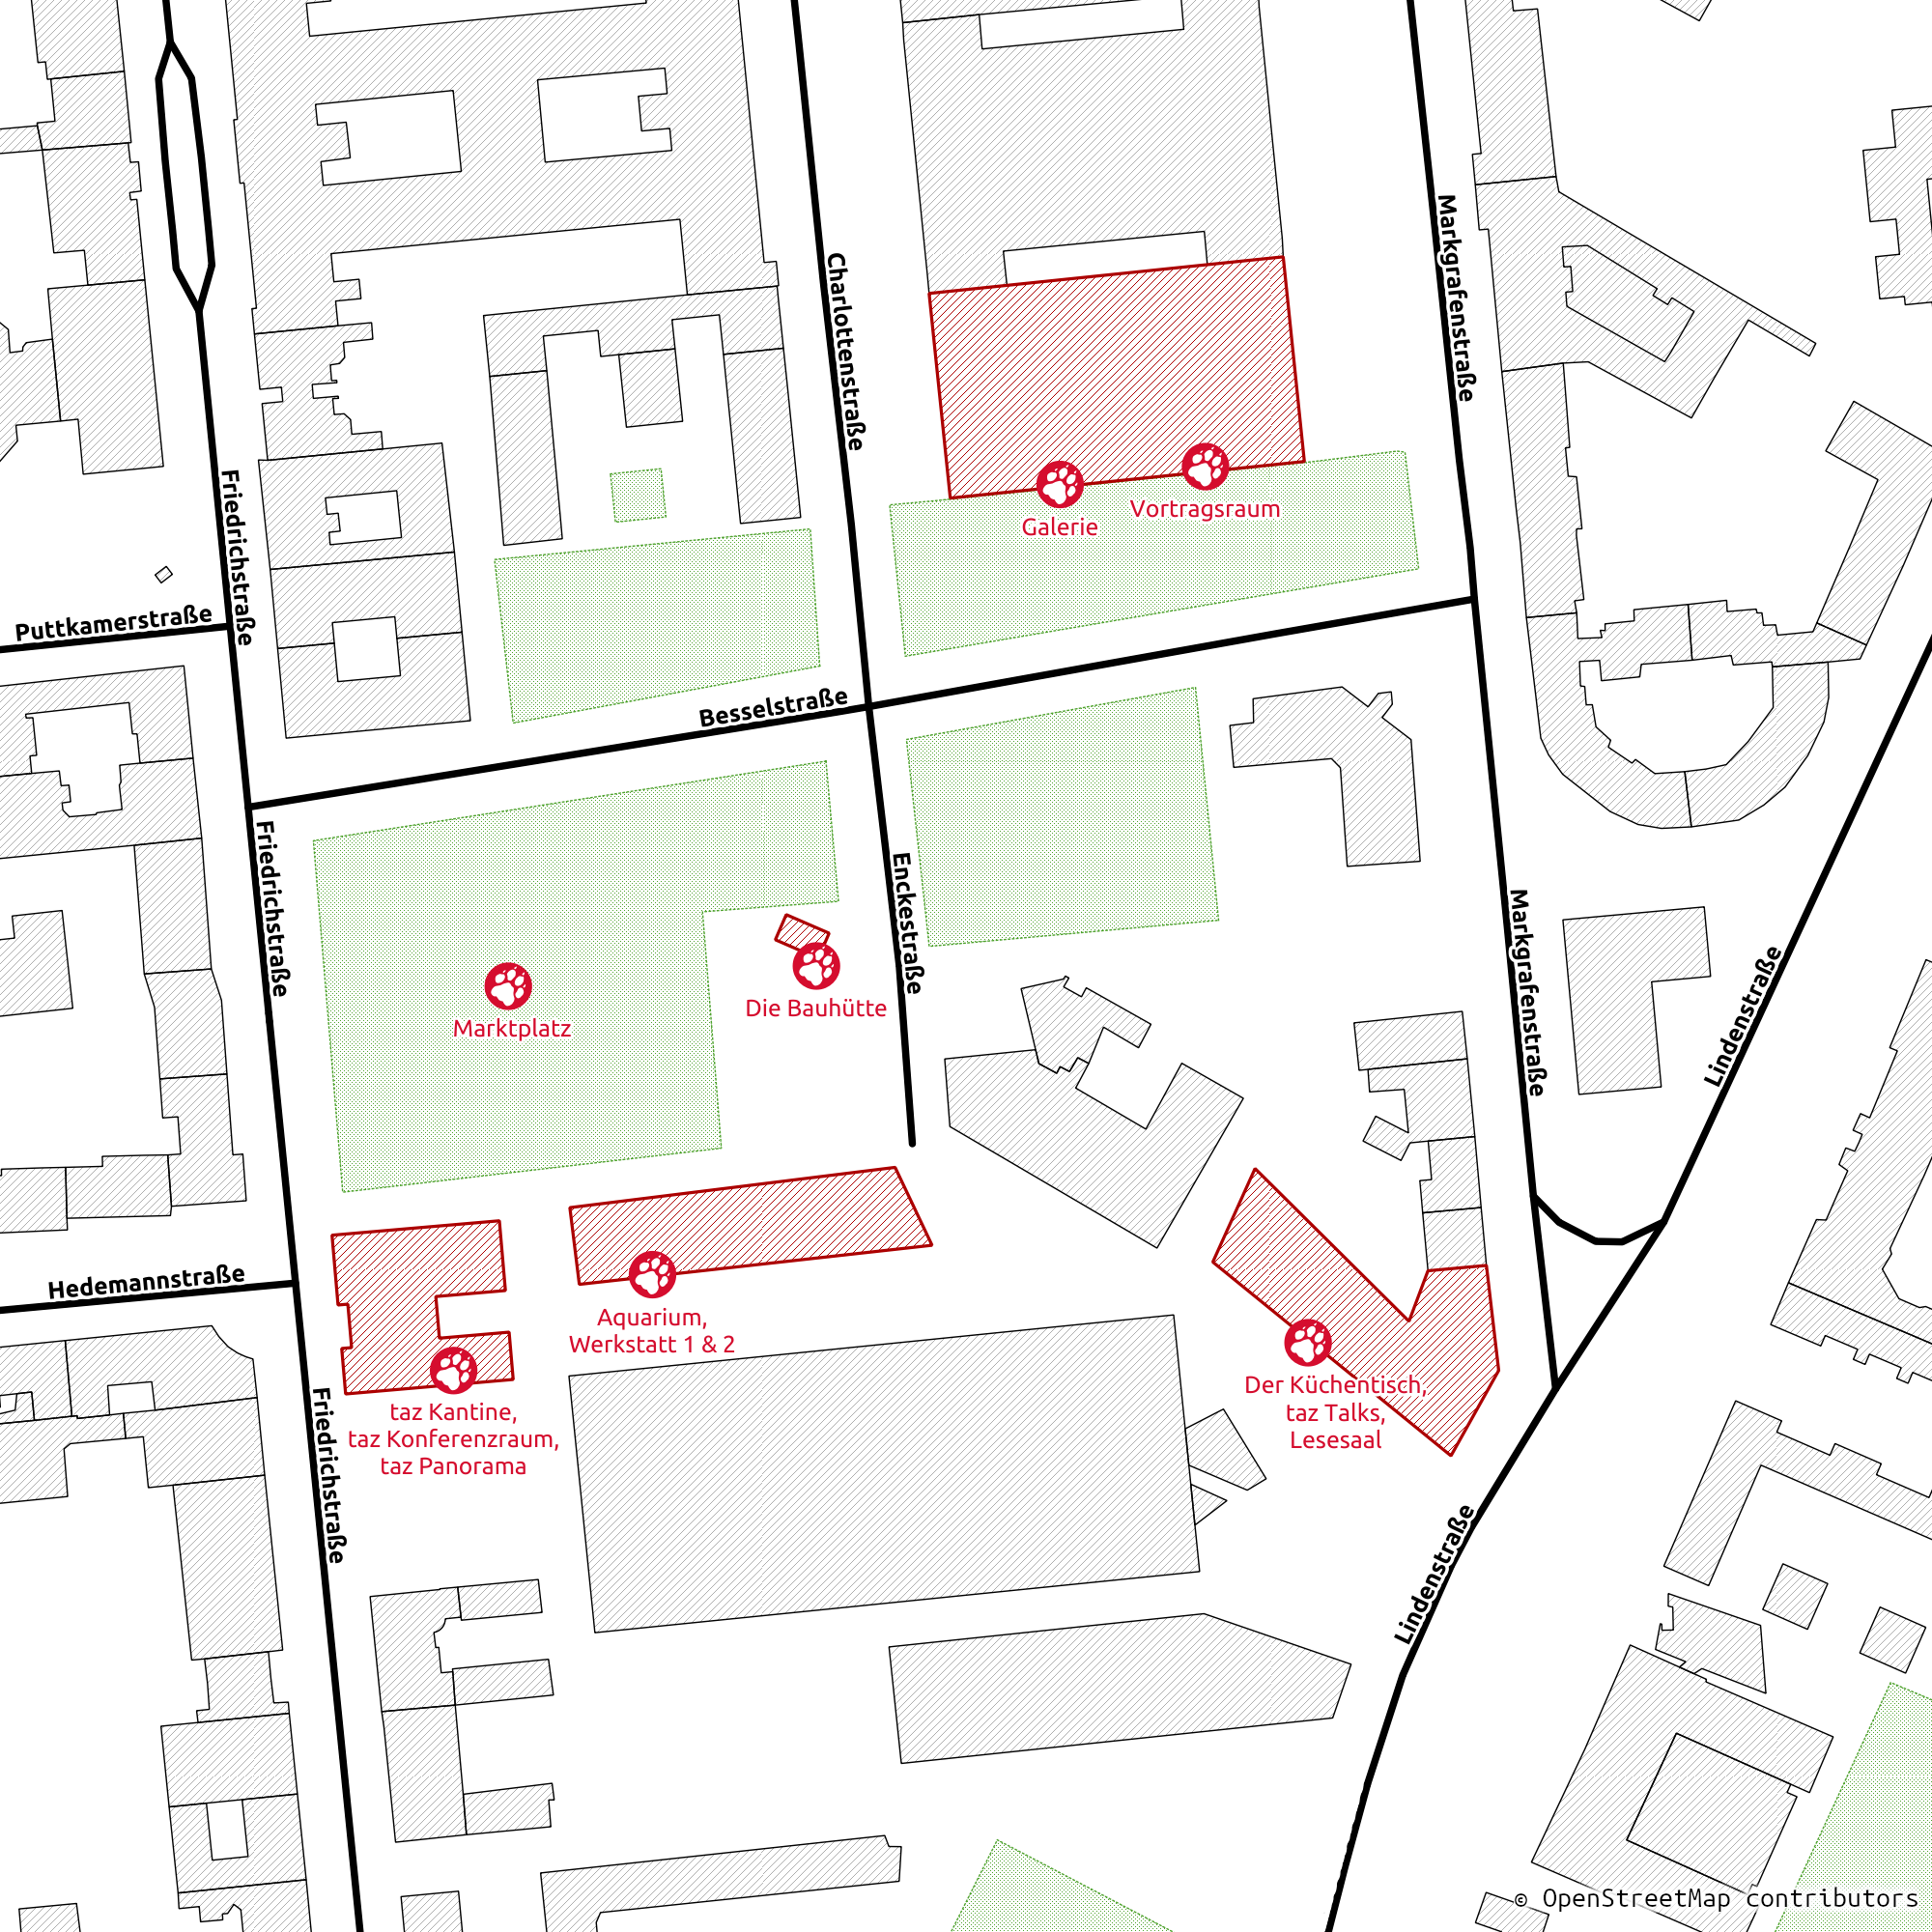 Markgrafenstraße
Charlottenstraße
Friedrichstraße
Galerie
Vortragsraum
Puttkamerstraße
Besselstraße
Friedrichstraße
Enckestraße
Markgrafenstraße
Lindenstraße
Marktplatz
Die Bauhütte
Hedemannstraße
Aquarium,
Werkstatt 1 & 2
Der Küchentisch,
taz Talks,
Lesesaal
taz Kantine,
taz Konferenzraum,
taz Panorama
Friedrichstraße
Lindenstraße
© OpenStreetMap contributors